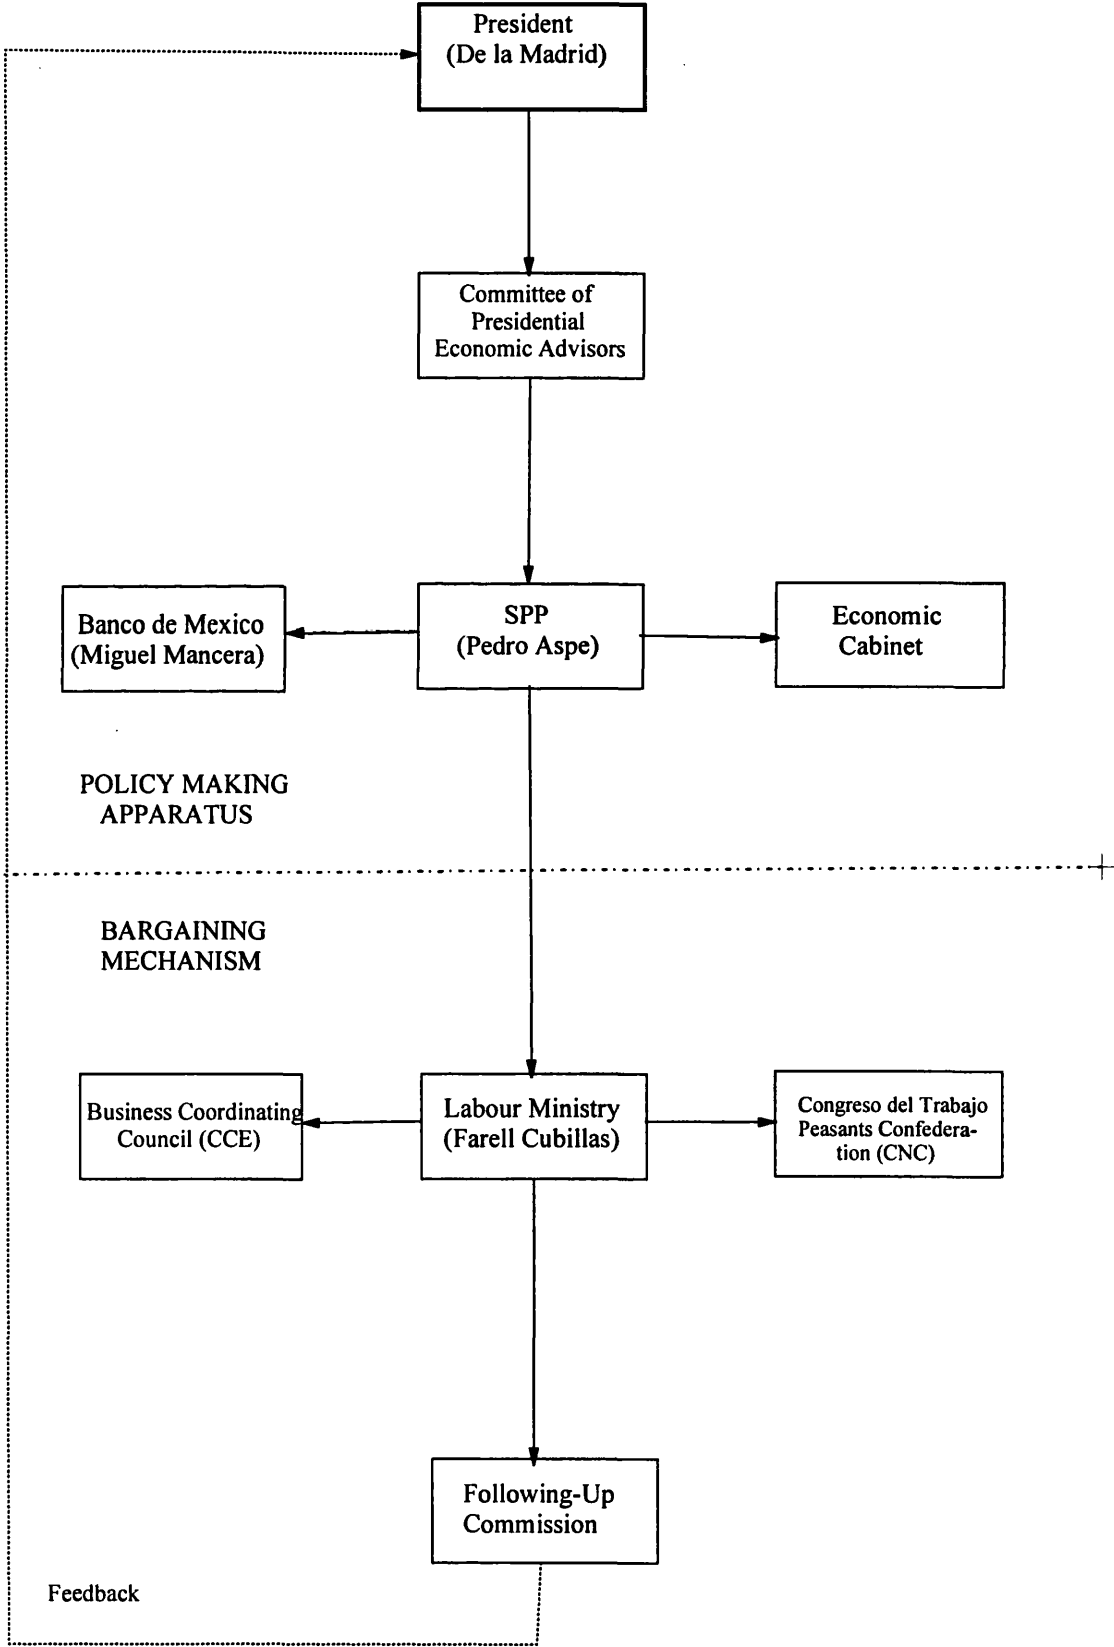 President
(De la Madrid)
Committee of
Presidential
Economic Advisors
Banco de Mexico
(Miguel Mancera)
SPP
(Pedro Aspe)
Economic
Cabinet
POLICY MAKING
APPARATUS
BARGAINING
MECHANISM
Business Coordinating
Council (CCE)
Labour Ministry
(Farell Cubillas)
Congreso del Trabajo
Peasants Confedera-
tion (CNC)
Following-Up
Commission
Feedback